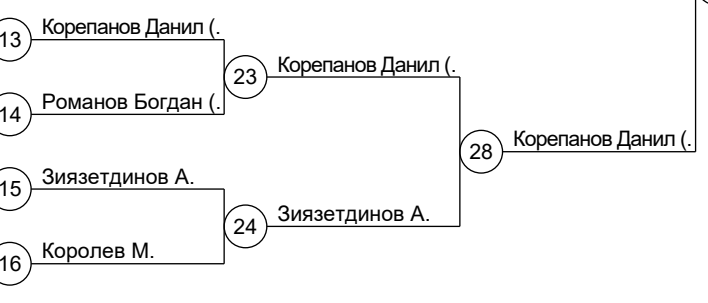 13 Корепанов Данил (.
23 Корепанов Данил (.
14 Романов Богдан (.
28 Корепанов Данил (.
15 Зиязетдинов А.
24 Зиязетдинов А.
16 Королев М.